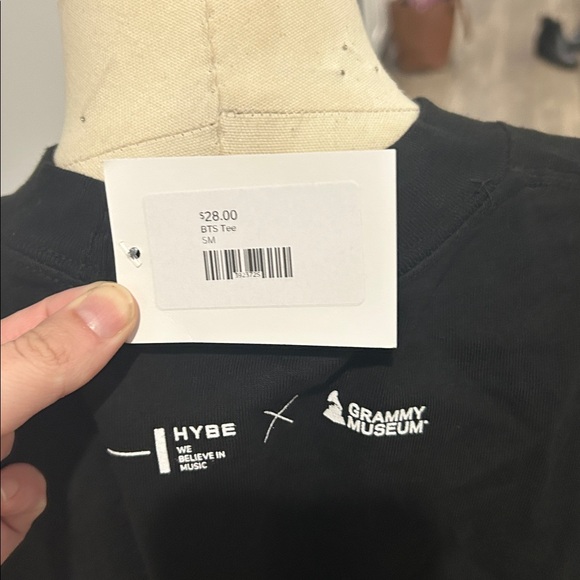 $28.00
BTS Tee
SM
HYBE
WE
BELIEVE IN
MUSIC
GRAMMY
MUSEUM